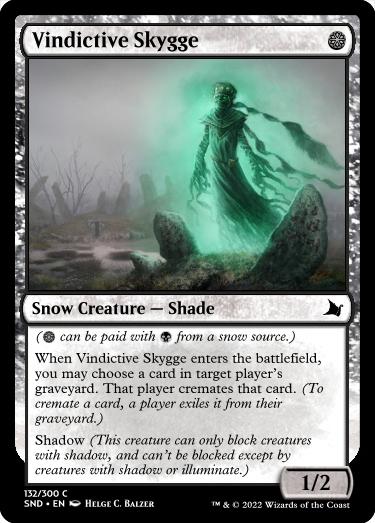 Vindictive Skygge
Snow Creature — Shade
( can be paid with from a snow source.)
When Vindictive Skygge enters the battlefield,
you may choose a card in target player's
graveyard. That player cremates that card. (To
cremate a card, a player exiles it from their
graveyard.)
Shadow (This creature can only block creatures
with shadow, and can't be blocked except by
creatures with shadow or illuminate.)
1/2
132/300 C
SND • EN HELGE C. BALZER
™ & © 2022 Wizards of the Coast